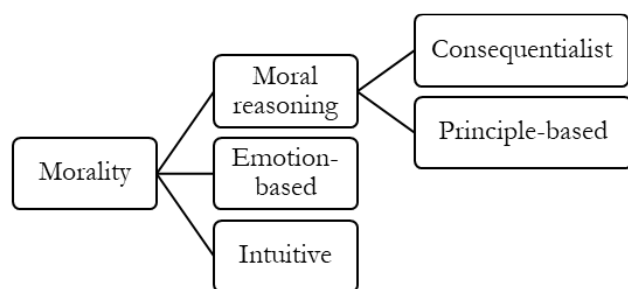 Morality
Moral
reasoning
Emotion-
based
Intuitive
Consequentialist
Principle-based